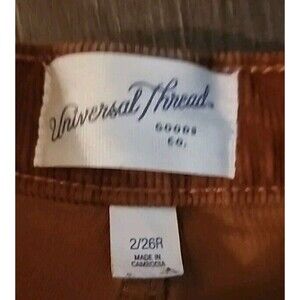 Universal Thread
GOODS
CO.
2/26R
MADE IN
CAMBODIA